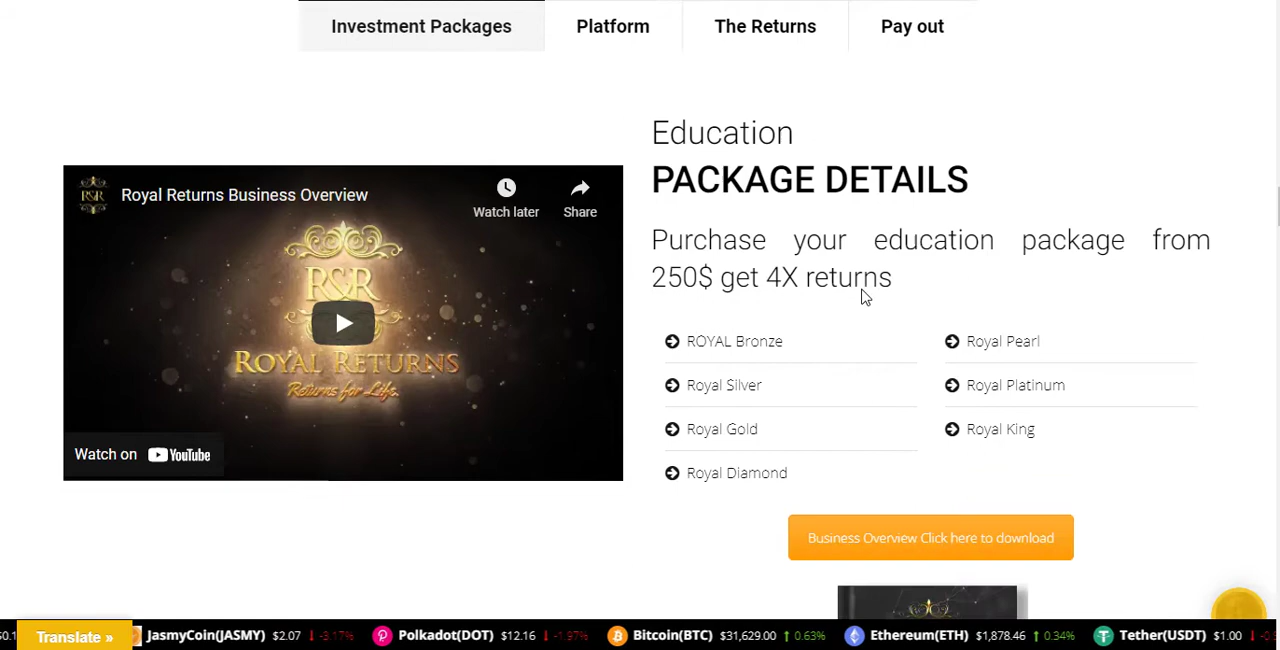 Investment Packages
Platform
The Returns
Pay out
Education
PACKAGE DETAILS
Purchase your education package from
250$ get 4X returns
R&R
Royal Returns Business Overview
Watch later
Share
R&R
ROYAL RETURNS
Returns for Life.
Watch on YouTube
ROYAL Bronze
Royal Silver
Royal Gold
Royal Diamond
Royal Pearl
Royal Platinum
Royal King
Business Overview Click here to download
Translate »
JasmyCoin(JASMY) $2.07 ↓ -3.17% Polkadot(DOT) $12.16 ↓ -1.97% Bitcoin(BTC) $31,629.00 ↑ 0.63% Ethereum(ETH) $1,878.46 ↑ 0.34% Tether(USDT) $1.00